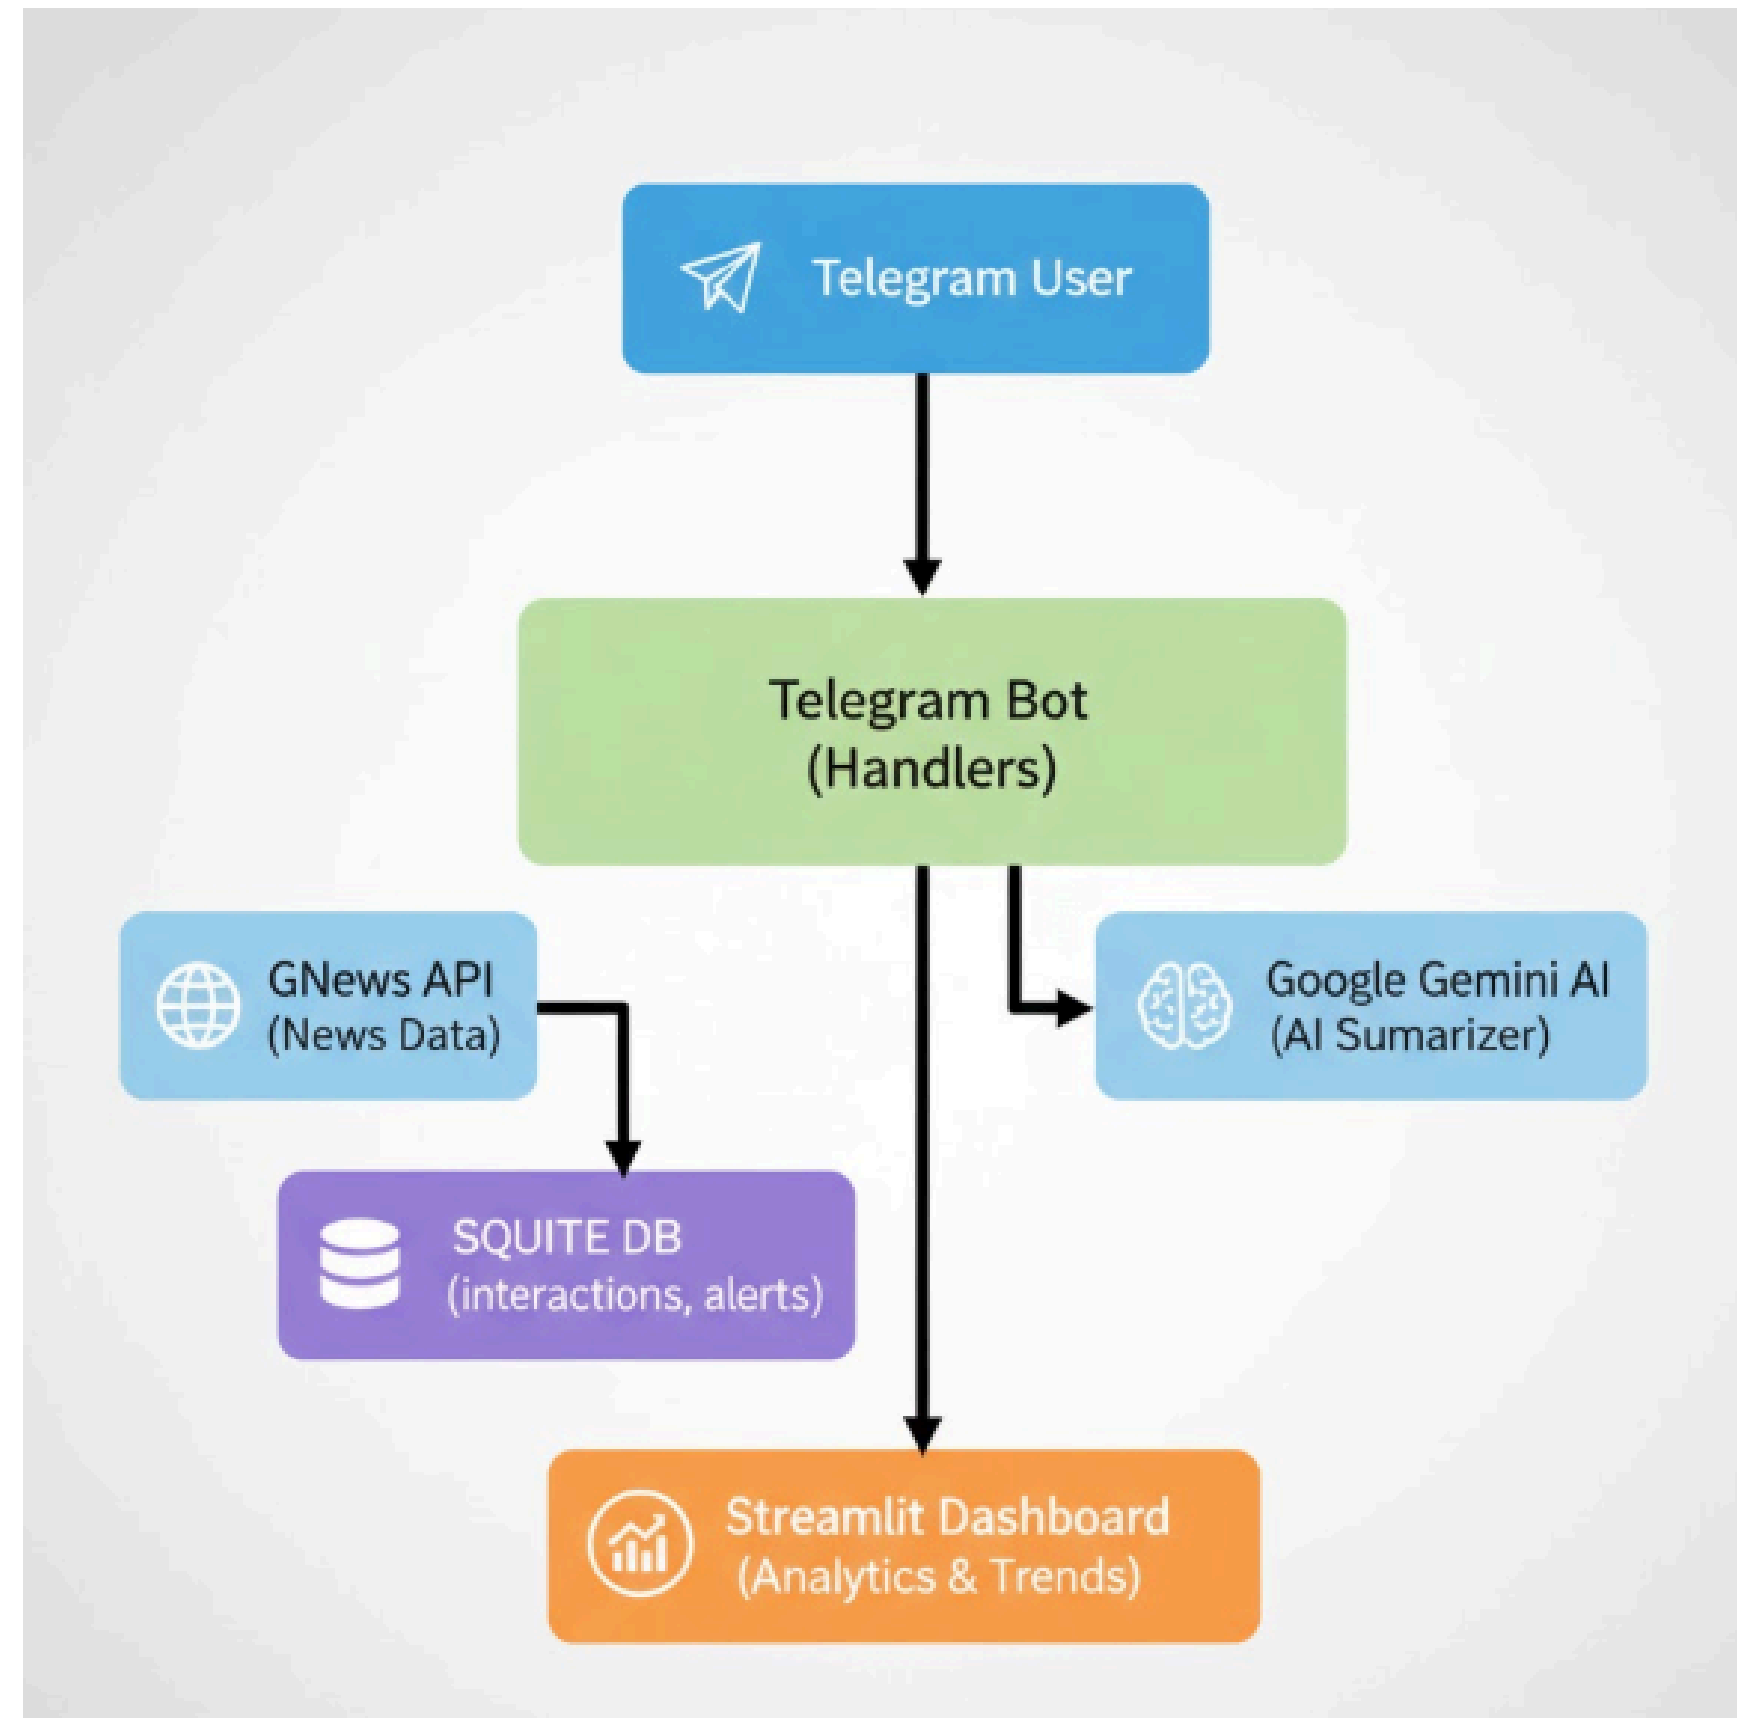 Telegram User
Telegram Bot
(Handlers)
GNews API
(News Data)
Google Gemini AI
(AI Sumarizer)
SQUITE DB
(interactions, alerts)
Streamlit Dashboard
(Analytics & Trends)